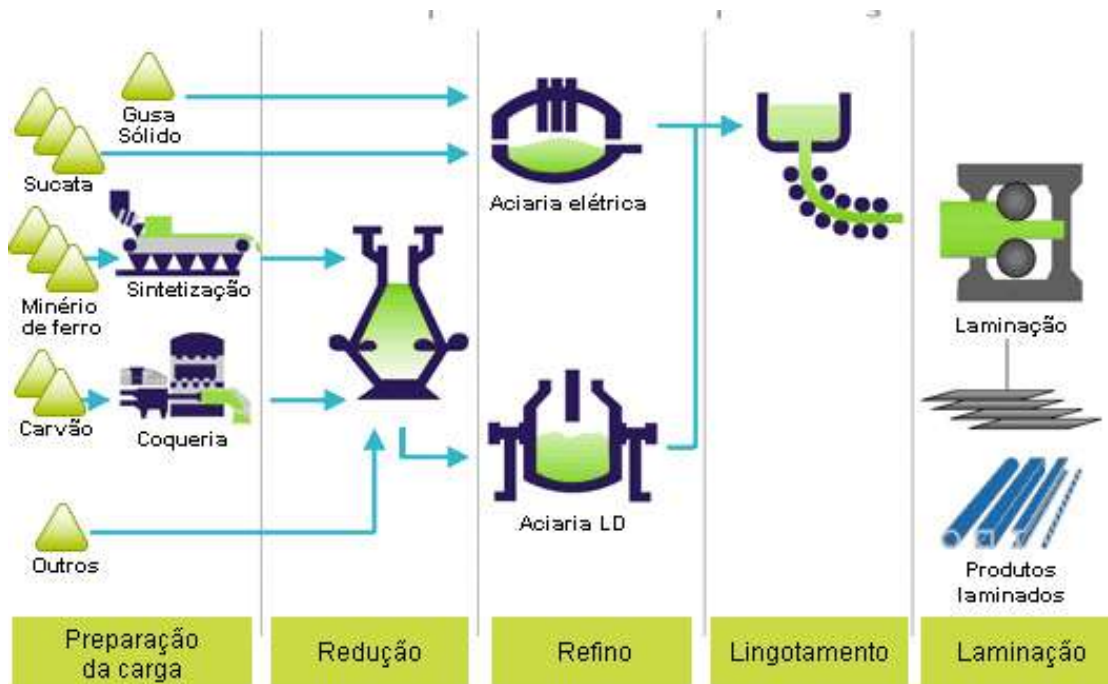 Gusa
Sólido
Sucata
Aciaria elétrica
Sintetização
Minério
de ferro
Laminação
Carvão
Coqueria
Aciaria LD
Outros
Produtos
laminados
Preparação
da carga
Redução
Refino
Lingotamento
Laminação